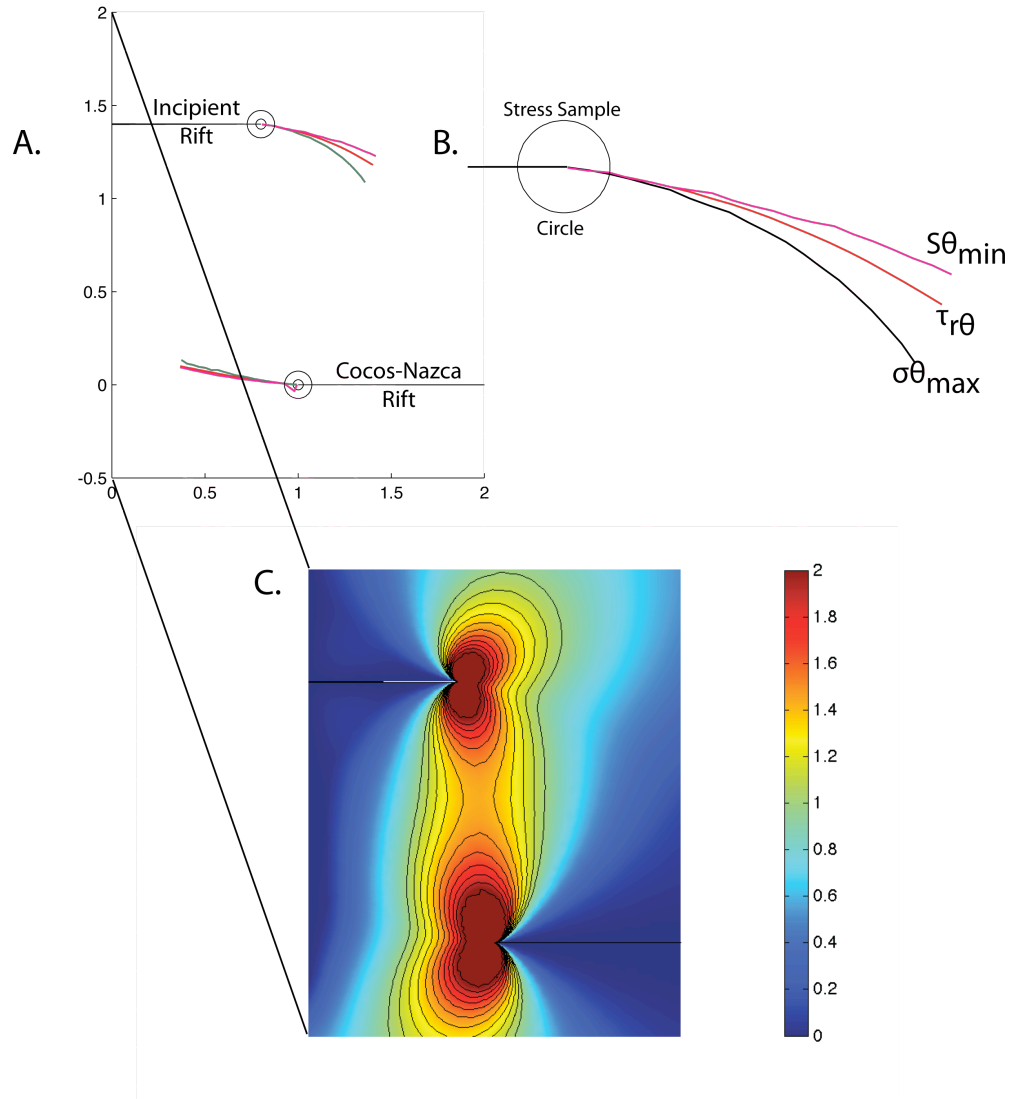 A.
2
1.5
1
0.5
0
-0.5
0
0.5
1
1.5
2
Incipient
Rift
Cocos-Nazca
Rift
B.
Stress Sample
Circle
Sθmin
τrθ
σθmax
C.
2
1.8
1.6
1.4
1.2
1
0.8
0.6
0.4
0.2
0